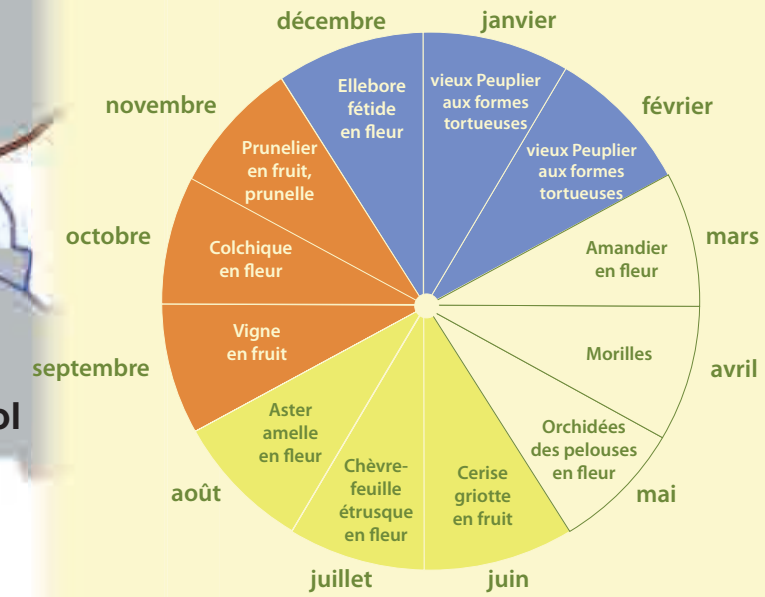 décembre
janvier
novembre
février
Ellebore
fétide
en fleur
vieux Peuplier
aux formes
tortueuses
vieux Peuplier
aux formes
tortueuses
Prunelier
en fruit,
prunelle
octobre
Colchique
en fleur
Amandier
en fleur
mars
septembre
Vigne
en fruit
Morilles
avril
ol
Aster
amelle
en fleur
Orchidées
des pelouses
en fleur
août
Chèvre-
feuille
étrusque
en fleur
Cerise
griotte
en fruit
mai
juillet
juin